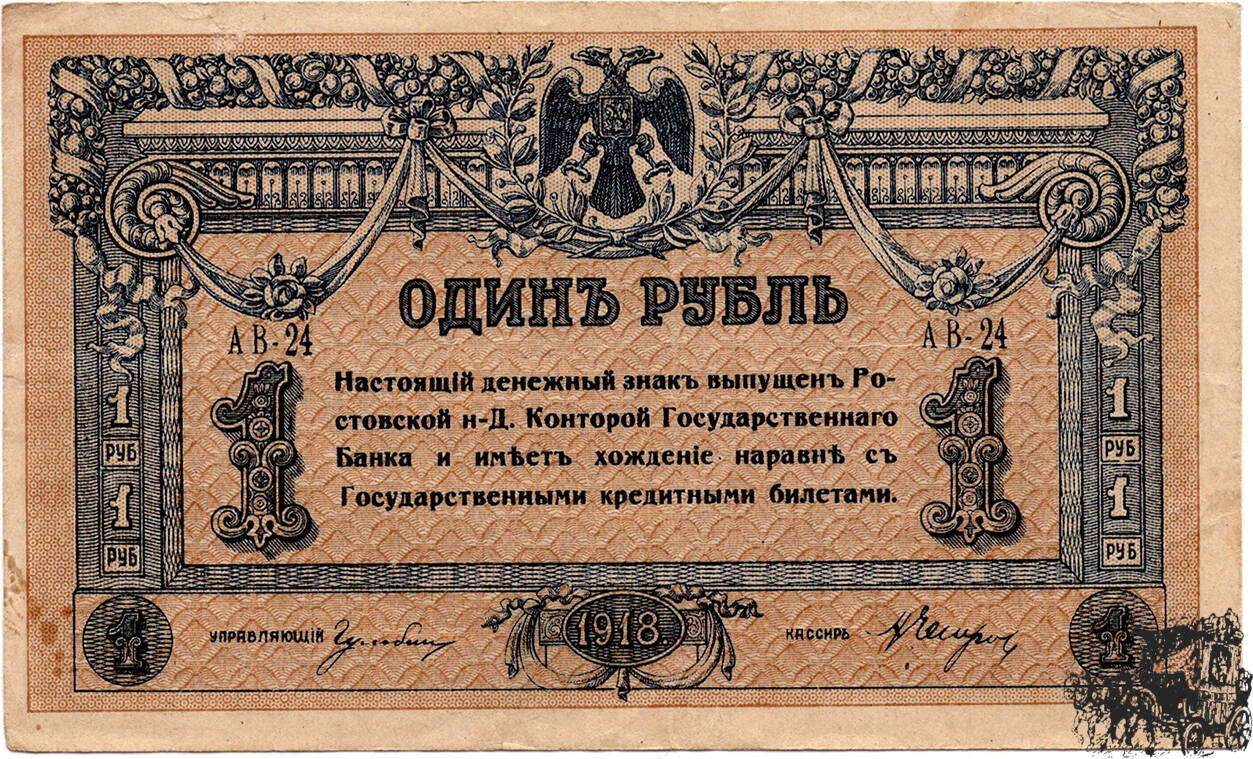 ОДИНЪ РУБЛЬ
АВ-24 АВ-24
1 1
Настоящій денежный знакъ выпущенъ Ро-
стовской н-Д. Конторой Государственнаго
Банка и имѣетъ хожденіе наравнѣ съ
Государственными кредитными билетами.
1 1
РУБ РУБ
1 1
РУБ РУБ
1 УПРАВЛЯЮЩІЙ 1918 КАССИРЪ 1